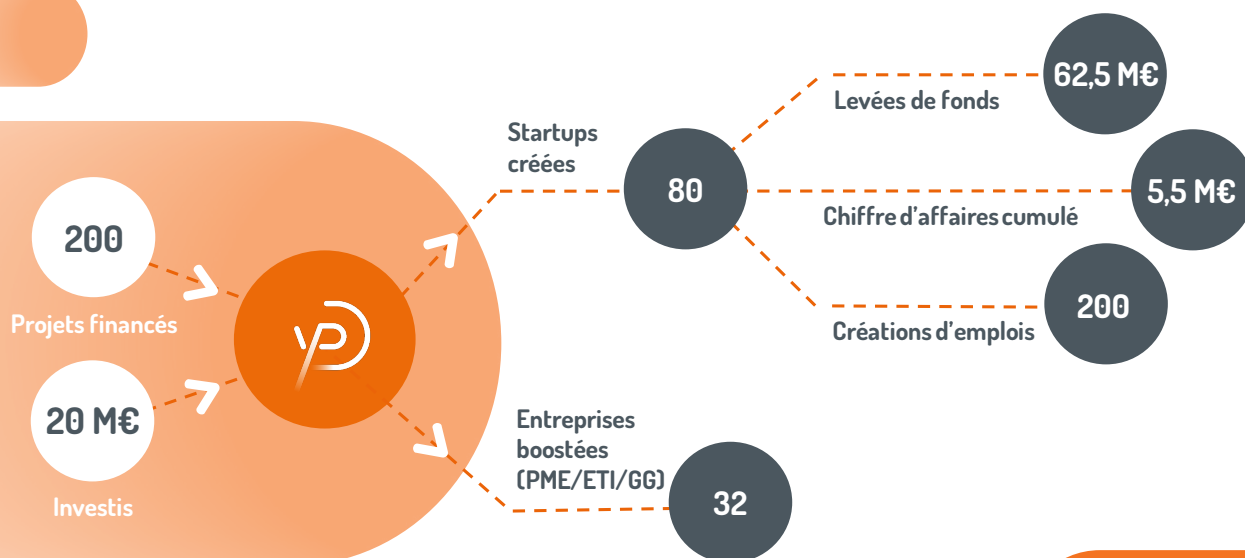 200
Projets financés
20 M€
Investis
Startups
créées
80
Levées de fonds
62,5 M€
Chiffre d'affaires cumulé
5,5 M€
Créations d'emplois
200
Entreprises
boostées
(PME/ETI/GG)
32